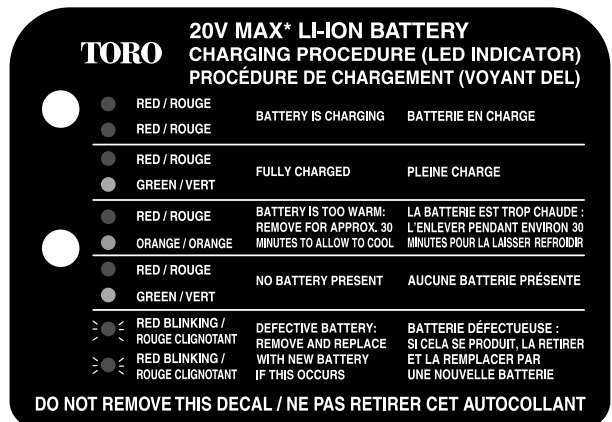 TORO
20V MAX* LI-ION BATTERY
CHARGING PROCEDURE (LED INDICATOR)
PROCÉDURE DE CHARGEMENT (VOYANT DEL)
RED / ROUGE
RED / ROUGE
BATTERY IS CHARGING
BATTERIE EN CHARGE
RED / ROUGE
GREEN / VERT
FULLY CHARGED
PLEINE CHARGE
RED / ROUGE
ORANGE / ORANGE
BATTERY IS TOO WARM:
REMOVE FOR APPROX. 30
MINUTES TO ALLOW TO COOL
LA BATTERIE EST TROP CHAUDE :
L'ENLEVER PENDANT ENVIRON 30
MINUTES POUR LA LAISSER REFROIDIR
RED / ROUGE
GREEN / VERT
NO BATTERY PRESENT
AUCUNE BATTERIE PRÉSENTE
RED BLINKING /
ROUGE CLIGNOTANT
RED BLINKING /
ROUGE CLIGNOTANT
DEFECTIVE BATTERY:
REMOVE AND REPLACE
WITH NEW BATTERY
IF THIS OCCURS
BATTERIE DÉFECTUEUSE :
SI CELA SE PRODUIT, LA RETIRER
ET LA REMPLACER PAR
UNE NOUVELLE BATTERIE
DO NOT REMOVE THIS DECAL / NE PAS RETIRER CET AUTOCOLLANT